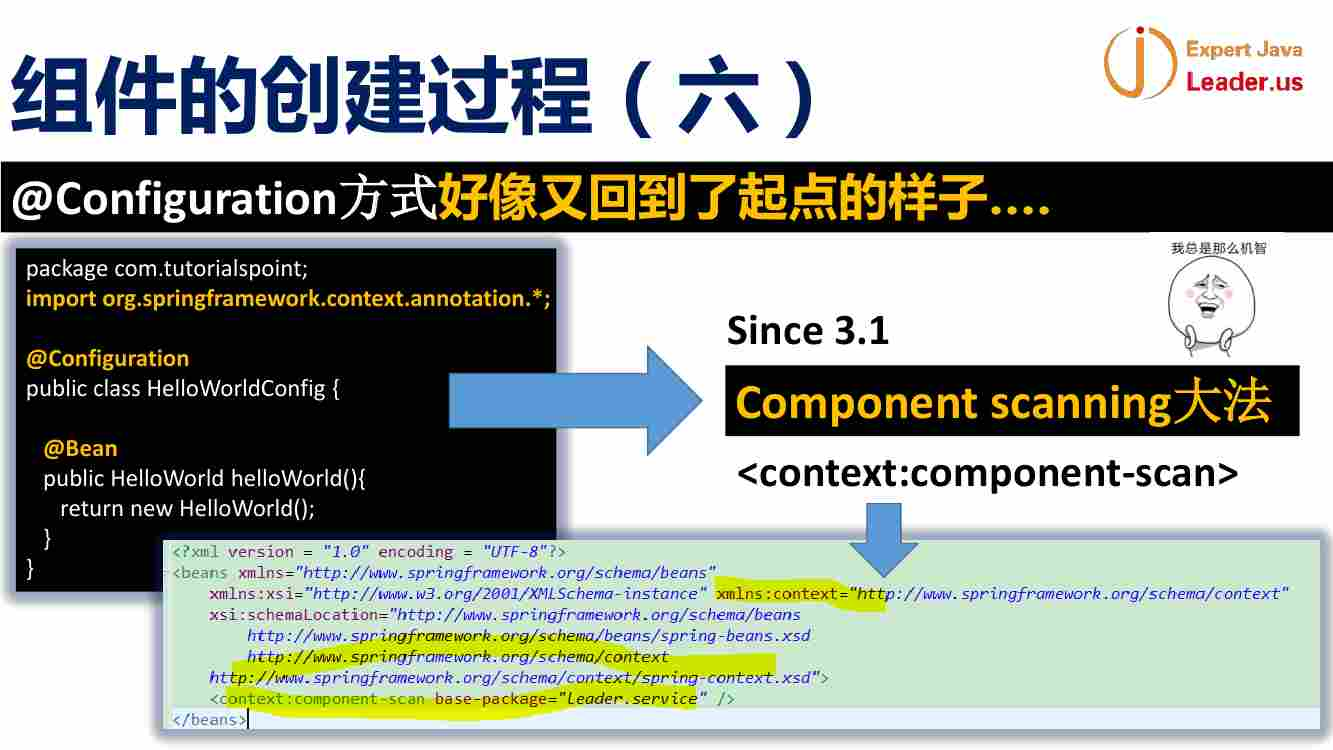 组件的创建过程（六）
Expert Java
Leader.us
@Configuration方式好像又回到了起点的样子....
package com.tutorialspoint;
import org.springframework.context.annotation.*;
@Configuration
public class HelloWorldConfig {
@Bean
public HelloWorld helloWorld(){
return new HelloWorld();
}
}
我总是那么机智
Since 3.1
Component scanning大法
<context:component-scan>
<?xml version = "1.0" encoding = "UTF-8"?>
<beans xmlns="http://www.springframework.org/schema/beans"
xmlns:xsi="http://www.w3.org/2001/XMLSchema-instance" xmlns:context="http://www.springframework.org/schema/context"
xsi:schemaLocation="http://www.springframework.org/schema/beans
http://www.springframework.org/schema/beans/spring-beans.xsd
http://www.springframework.org/schema/context
http://www.springframework.org/schema/context/spring-context.xsd">
<context:component-scan base-package="Leader.service" />
</beans>